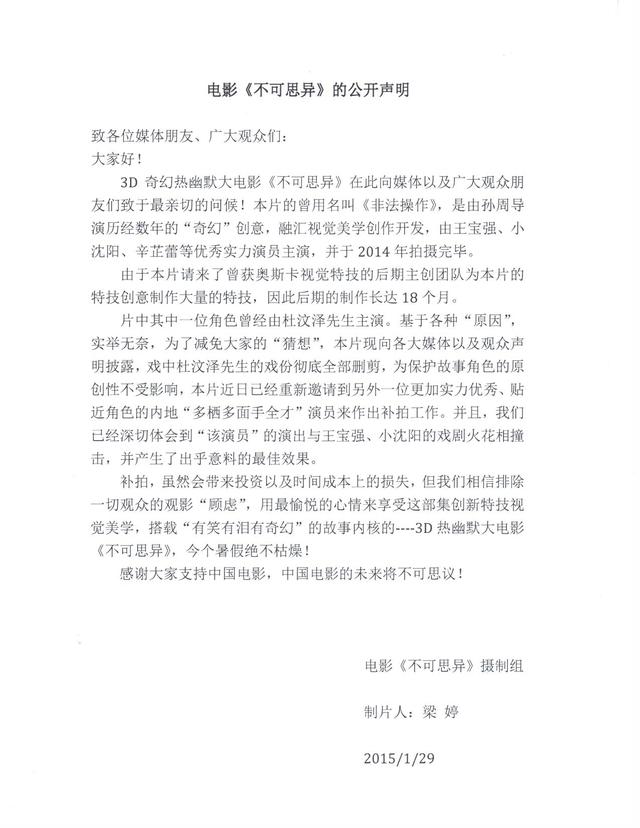 电影《不可思异》的公开声明
致各位媒体朋友、广大观众们：
大家好！
3D 奇幻热幽默大电影《不可思异》在此向媒体以及广大观众朋
友们致于最亲切的问候！本片的曾用名叫《非法操作》，是由孙周导
演历经数年的“奇幻”创意，融汇视觉美学创作开发，由王宝强、小
沈阳、辛芷蕾等优秀实力演员主演，并于 2014 年拍摄完毕。
由于本片请来了曾获奥斯卡视觉特技的后期主创团队为本片的
特技创意制作大量的特技，因此后期的制作长达 18 个月。
片中其中一位角色曾经由杜汶泽先生主演。基于各种“原因”，
实举无奈，为了减免大家的“猜想”，本片现向各大媒体以及观众声
明披露，戏中杜汶泽先生的戏份彻底全部删剪，为保护故事角色的原
创性不受影响，本片近日已经重新邀请到另外一位更加实力优秀、贴
近角色的内地“多栖多面手全才”演员来作出补拍工作。并且，我们
已经深切体会到“该演员”的演出与王宝强、小沈阳的戏剧火花相撞
击，并产生了出乎意料的最佳效果。
补拍，虽然会带来投资以及时间成本上的损失，但我们相信排除
一切观众的观影“顾虑”，用最愉悦的心情来享受这部集创新特技视
觉美学，搭载“有笑有泪有奇幻”的故事内核的----3D 热幽默大电影
《不可思异》，今个暑假绝不枯燥！
感谢大家支持中国电影，中国电影的未来将不可思议！
电影《不可思异》摄制组
制片人：梁 婷
2015/1/29